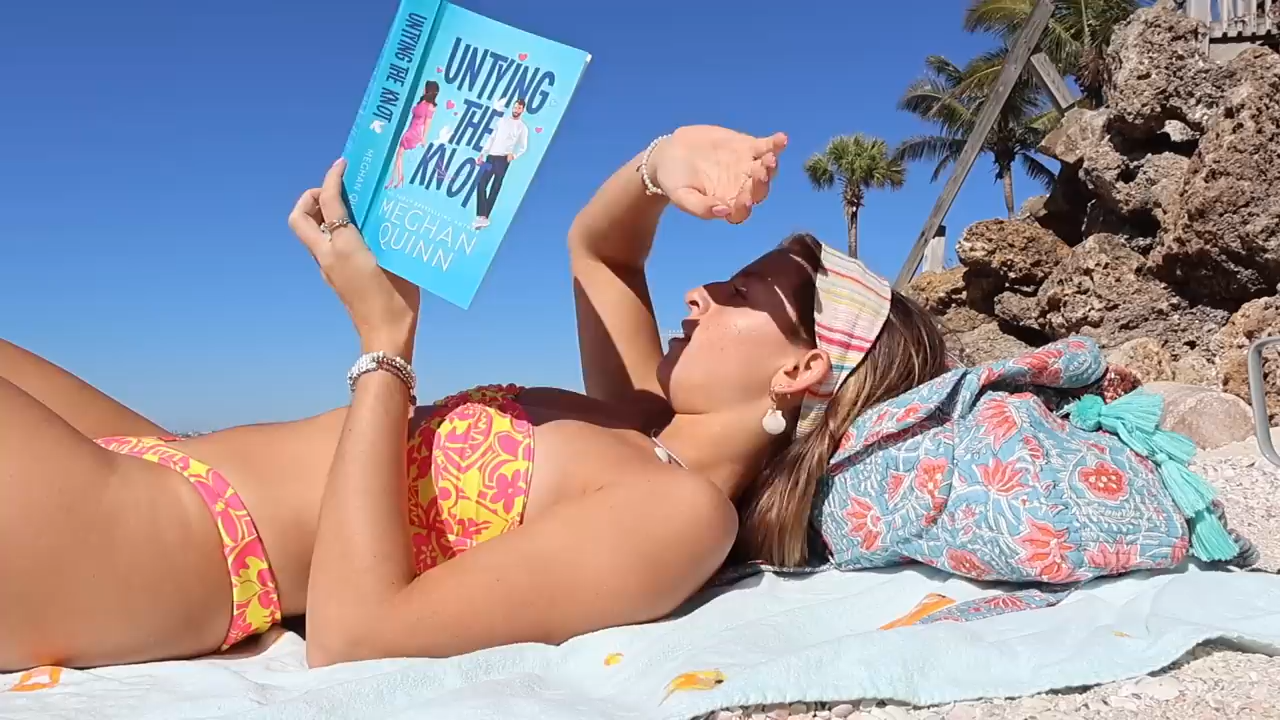 UNTYING THE KNOT
UNTYING
THE
KNOT
MEGHAN
QUINN